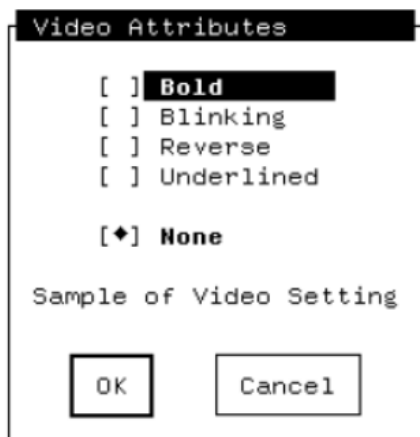 Video Attributes
[ ] Bold
[ ] Blinking
[ ] Reverse
[ ] Underlined
[♦] None
Sample of Video Setting
OK Cancel